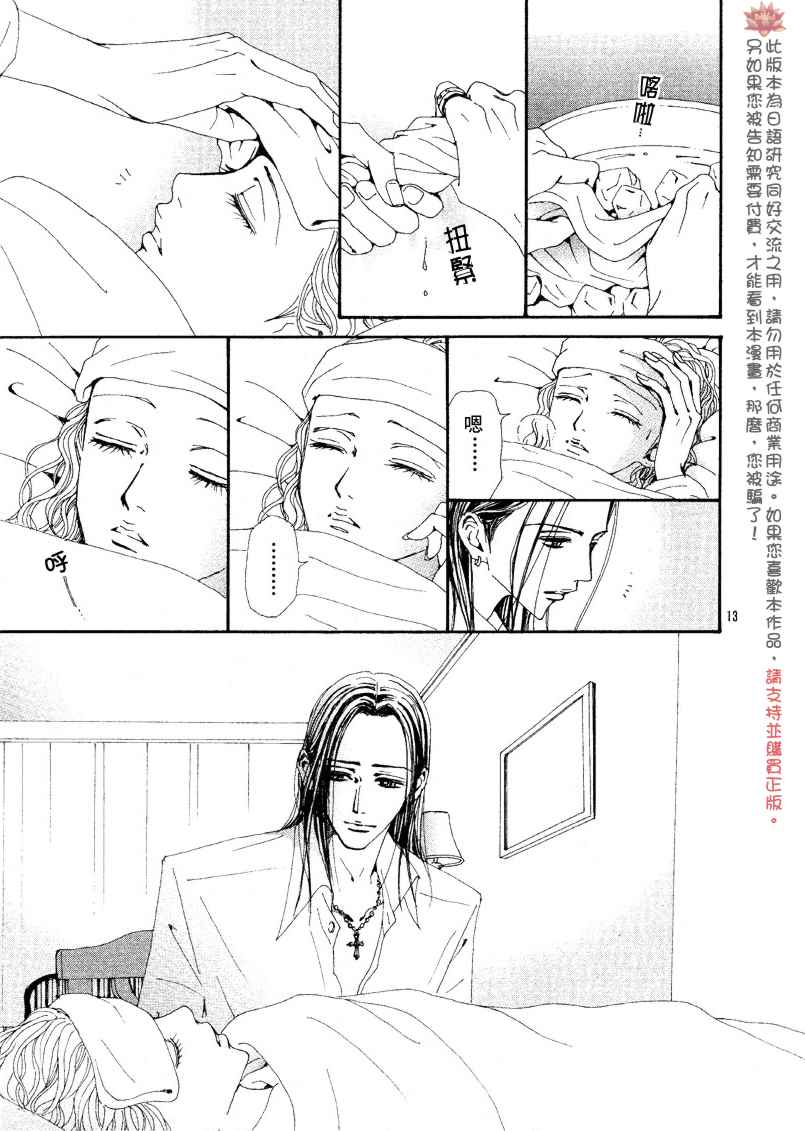 此版本為日語研究同好交流之用，請勿用於任何商業用途。如果您喜歡本作品，請支持並購買正版。
另如果您被告知需要付費，才能看到本漫畫，那麼，您被騙了！
喀
啦…
扭緊
嗯……
………
呼
13